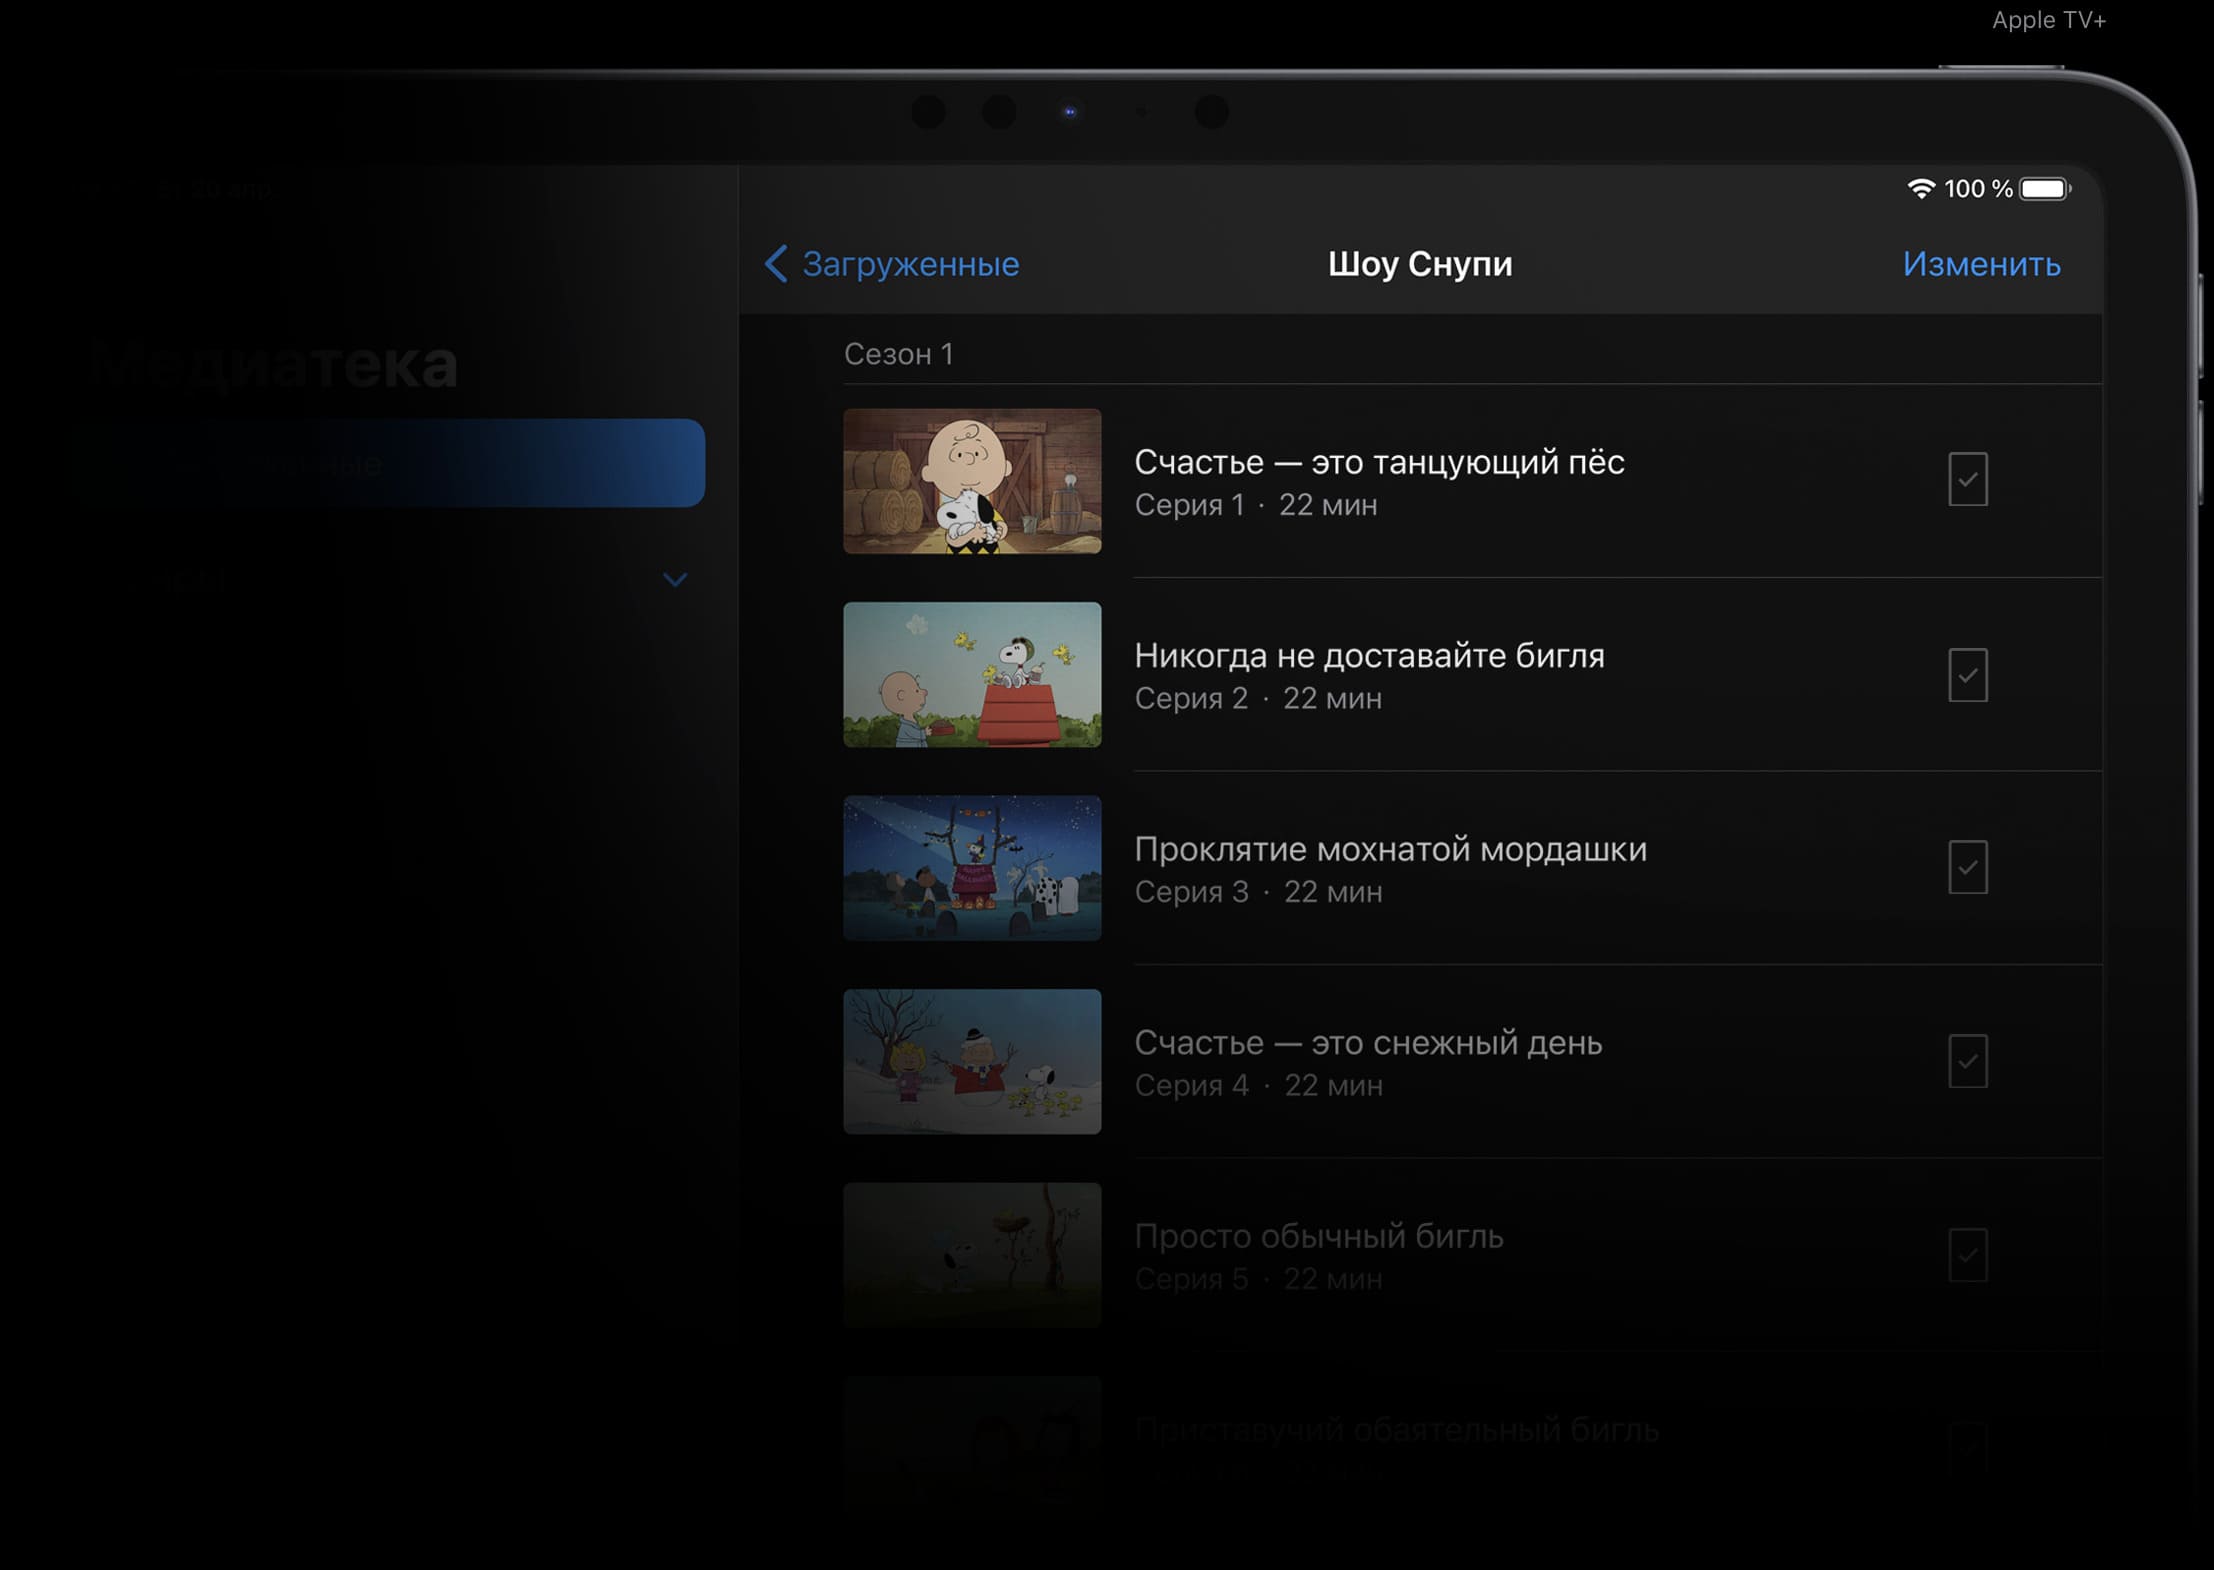 Apple TV+
20 апр.
100 %
Загруженные
Шоу Снупи
Изменить
Медиатека
Сезон 1
Счастье — это танцующий пёс
Серия 1 · 22 мин
Никогда не доставайте бигля
Серия 2 · 22 мин
Проклятие мохнатой мордашки
Серия 3 · 22 мин
Счастье — это снежный день
Серия 4 · 22 мин
Просто обычный бигль
Серия 5 · 22 мин
Приставучий обаятельный бигль